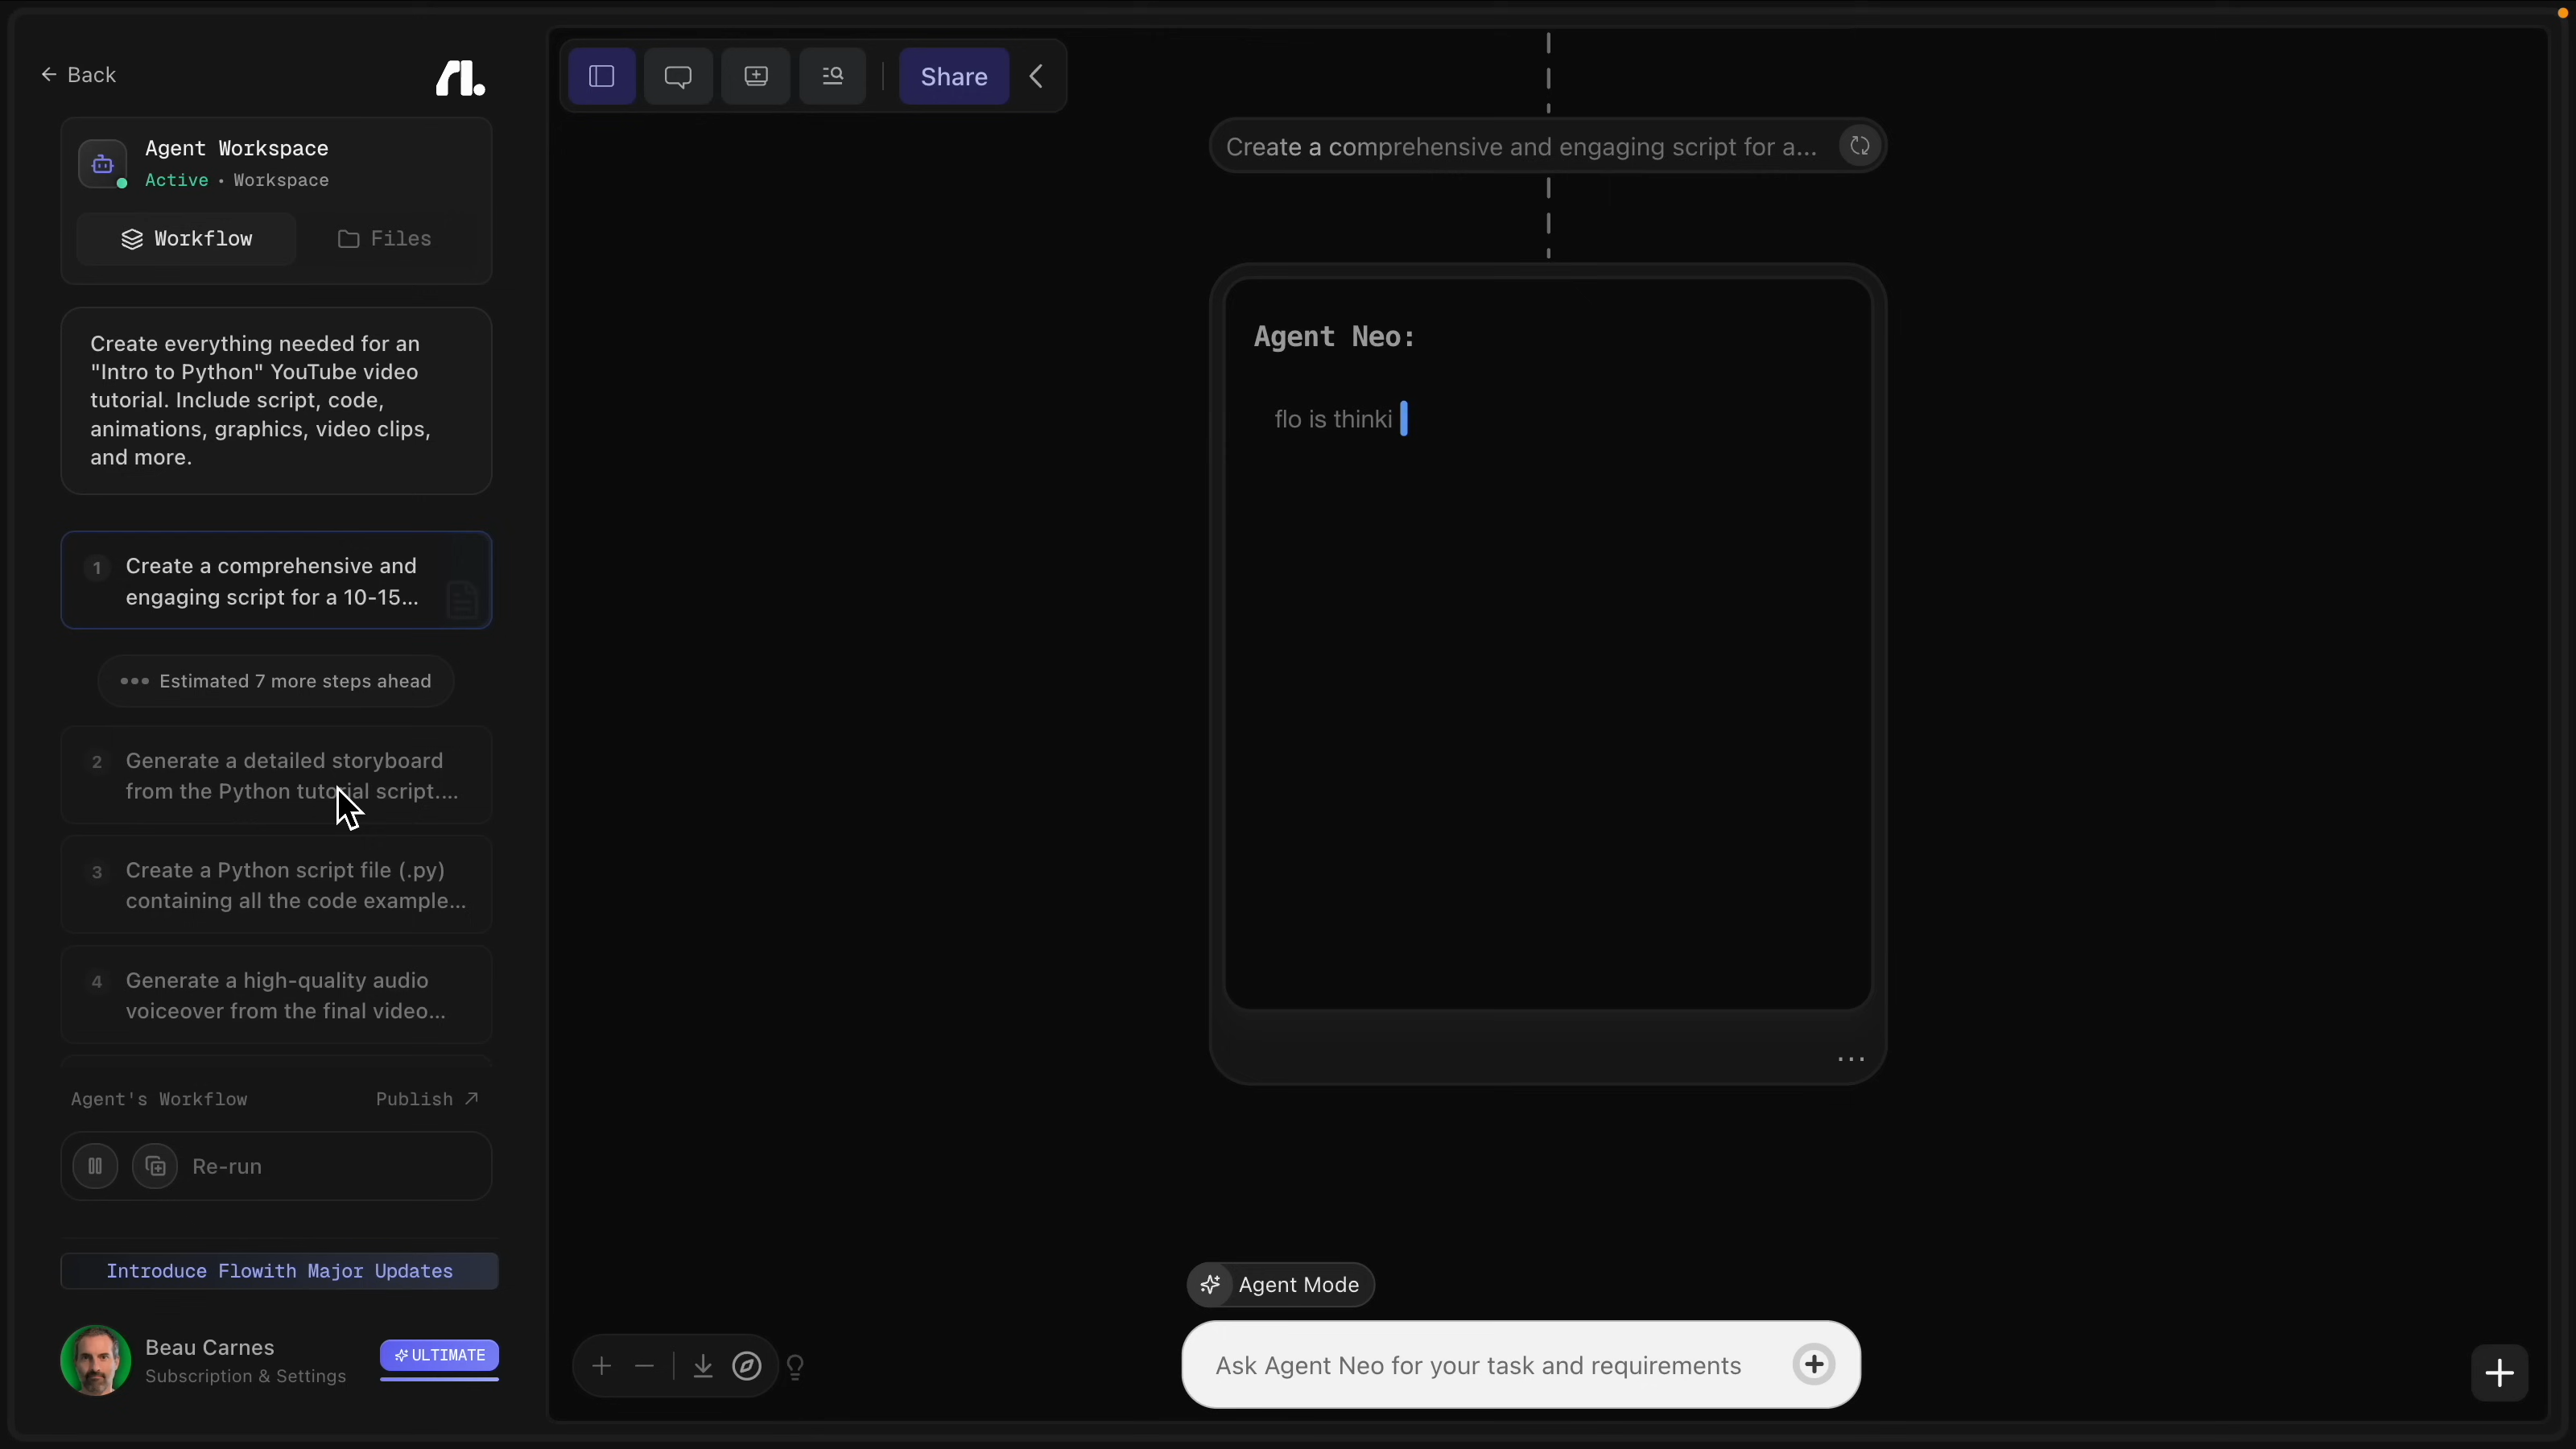 Back
Agent Workspace
Active • Workspace
Workflow
Files
Create everything needed for an
"Intro to Python" YouTube video
tutorial. Include script, code,
animations, graphics, video clips,
and more.
1
Create a comprehensive and
engaging script for a 10-15...
Estimated 7 more steps ahead
2
Generate a detailed storyboard
from the Python tutorial script....
3
Create a Python script file (.py)
containing all the code example...
4
Generate a high-quality audio
voiceover from the final video...
Agent's Workflow
Publish
Re-run
Introduce Flowith Major Updates
Beau Carnes
Subscription & Settings
ULTIMATE
Share
Create a comprehensive and engaging script for a...
Agent Neo:
flo is thinki
...
Agent Mode
Ask Agent Neo for your task and requirements